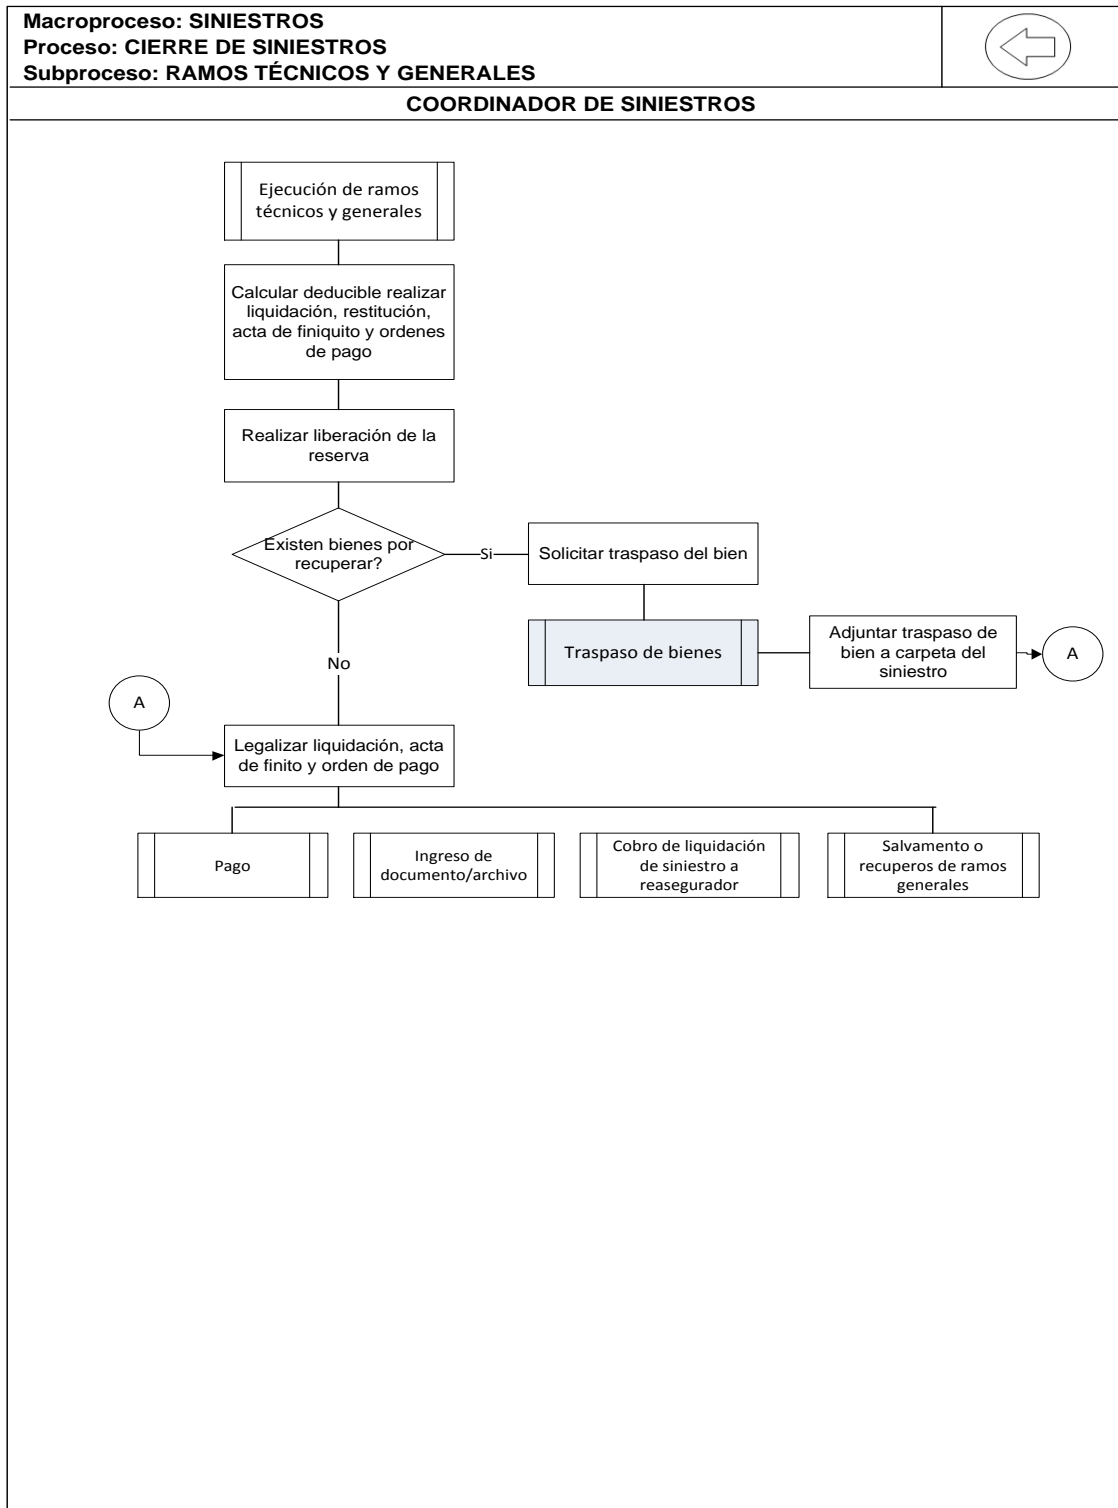 Macroproceso: SINIESTROS
Proceso: CIERRE DE SINIESTROS
Subproceso: RAMOS TÉCNICOS Y GENERALES
COORDINADOR DE SINIESTROS
Ejecución de ramos
técnicos y generales
Calcular deducible realizar
liquidación, restitución,
acta de finiquito y ordenes
de pago
Realizar liberación de la
reserva
Existen bienes por
recuperar?
Si
Solicitar traspaso del bien
Traspaso de bienes
Adjuntar traspaso de
bien a carpeta del
siniestro
A
No
A
Legalizar liquidación, acta
de finito y orden de pago
Pago
Ingreso de
documento/archivo
Cobro de liquidación
de siniestro a
reasegurador
Salvamento o
recuperos de ramos
generales